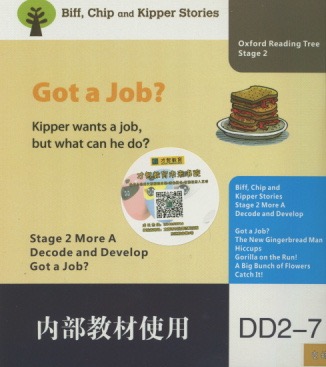 Biff, Chip and Kipper Stories
Oxford Reading Tree
Stage 2
Got a Job?
Kipper wants a job,
but what can he do?
Biff, Chip and
Kipper Stories
Stage 2 More A
Decode and Develop
Got a Job?
The New Gingerbread Man
Hiccups
Gorilla on the Run!
A Big Bunch of Flowers
Catch It!
Stage 2 More A
Decode and Develop
Got a Job?
内部教材使用
DD2-7